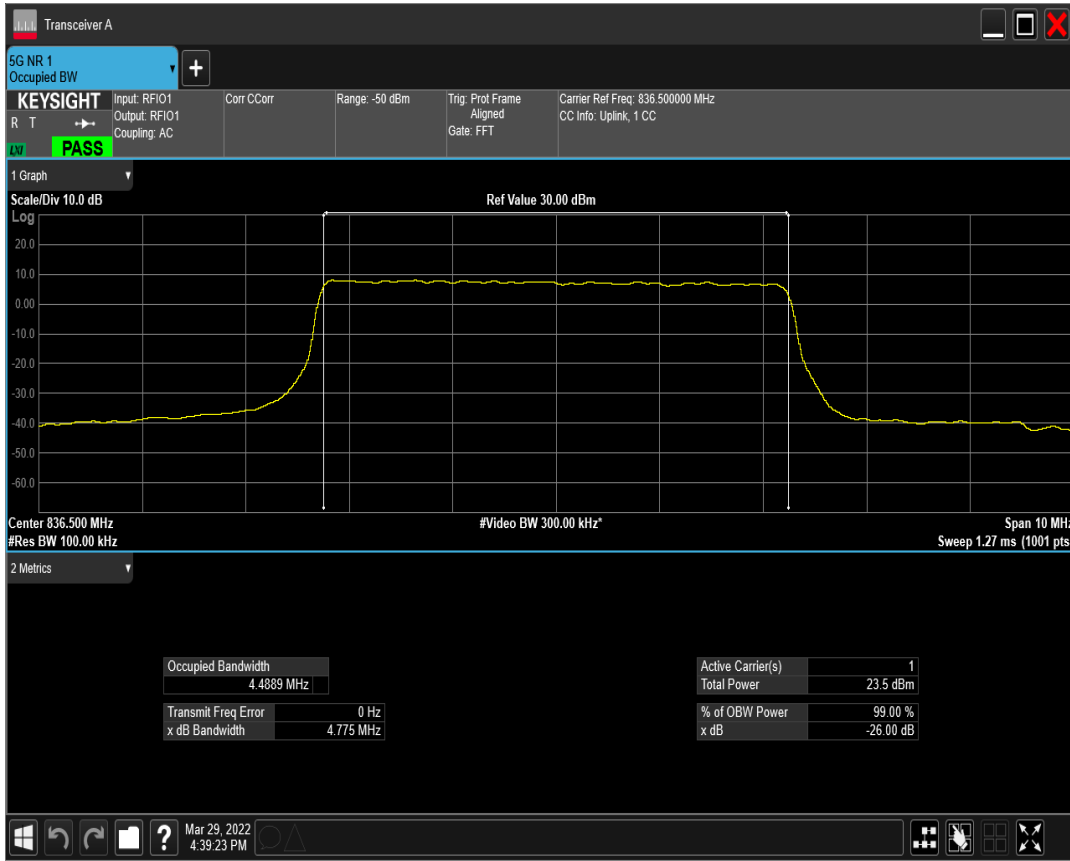 Transceiver A
5G NR 1
Occupied BW
+
KEYSIGHT
R T
LXI
PASS
Input: RFIO1
Output: RFIO1
Coupling: AC
Corr CCorr
Range: -50 dBm
Trig: Prot Frame
Aligned
Gate: FFT
Carrier Ref Freq: 836.500000 MHz
CC Info: Uplink, 1 CC
1 Graph
Scale/Div 10.0 dB
Ref Value 30.00 dBm
Log
20.0
10.0
0.00
-10.0
-20.0
-30.0
-40.0
-50.0
-60.0
Center 836.500 MHz
#Video BW 300.00 kHz*
Span 10 MHz
#Res BW 100.00 kHz
Sweep 1.27 ms (1001 pts
2 Metrics
Occupied Bandwidth
4.4889 MHz
Transmit Freq Error 0 Hz
x dB Bandwidth 4.775 MHz
Active Carrier(s) 1
Total Power 23.5 dBm
% of OBW Power 99.00 %
x dB -26.00 dB
?
Mar 29, 2022
4:39:23 PM